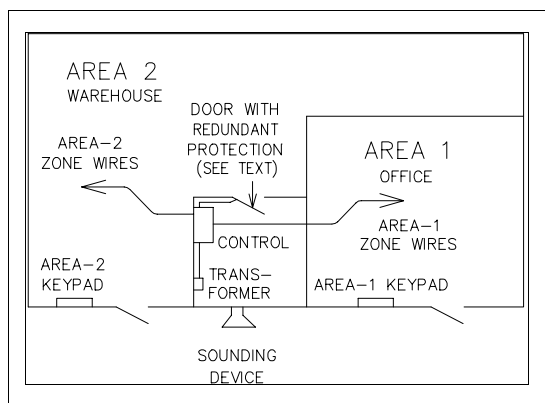 AREA 2
WAREHOUSE
DOOR WITH
REDUNDANT
PROTECTION
(SEE TEXT)
AREA-2
ZONE WIRES
AREA 1
OFFICE
AREA-1
ZONE WIRES
CONTROL
AREA-2
KEYPAD
TRANS-
FORMER
AREA-1 KEYPAD
SOUNDING
DEVICE